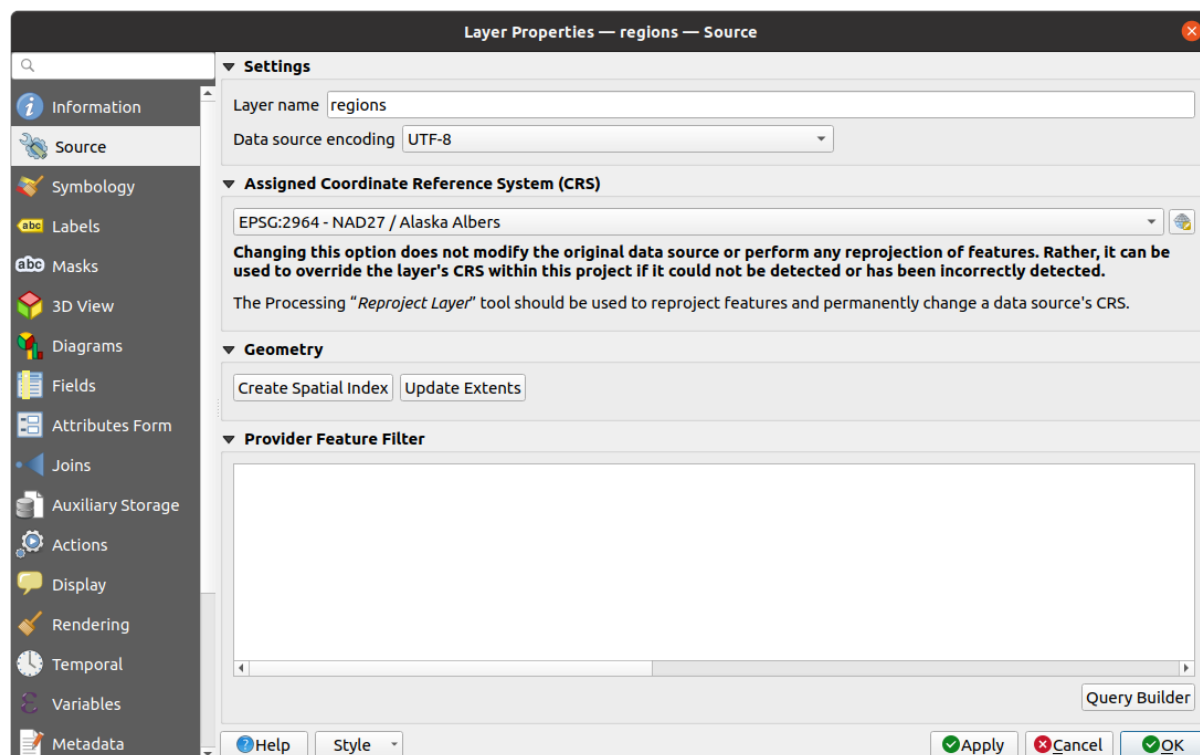 Layer Properties — regions — Source
Information
Source
Symbology
abc Labels
abc Masks
3D View
Diagrams
Fields
Attributes Form
Joins
Auxiliary Storage
Actions
Display
Rendering
Temporal
Variables
Metadata
Settings
Layer name regions
Data source encoding UTF-8
Assigned Coordinate Reference System (CRS)
EPSG:2964 - NAD27 / Alaska Albers
Changing this option does not modify the original data source or perform any reprojection of features. Rather, it can be
used to override the layer's CRS within this project if it could not be detected or has been incorrectly detected.
The Processing “Reproject Layer” tool should be used to reproject features and permanently change a data source's CRS.
Geometry
Create Spatial Index Update Extents
Provider Feature Filter
Query Builder
Help Style Apply Cancel OK